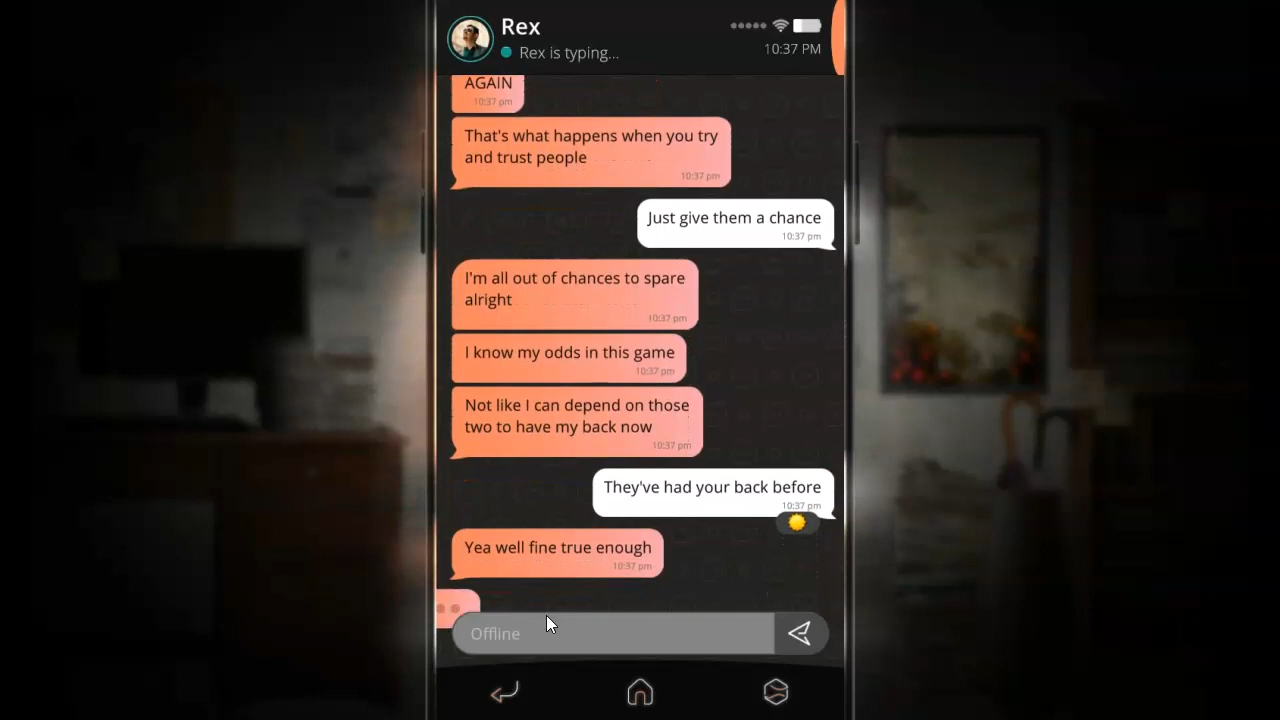 Rex
Rex is typing...
10:37 PM
AGAIN
10:37 pm
That's what happens when you try
and trust people
10:37 pm
Just give them a chance
10:37 pm
I'm all out of chances to spare
alright
10:37 pm
I know my odds in this game
10:37 pm
Not like I can depend on those
two to have my back now
10:37 pm
They've had your back before
10:37 pm
Yea well fine true enough
10:37 pm
Offline